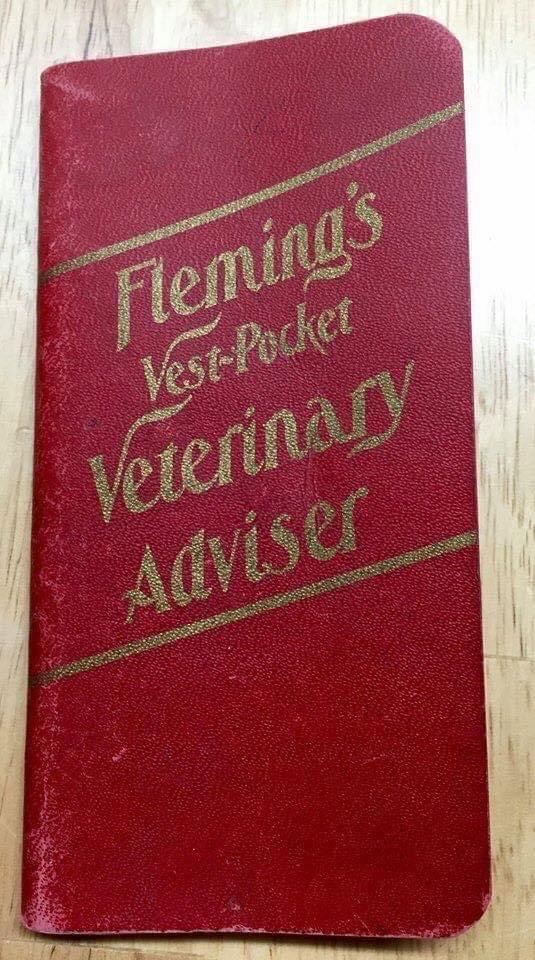 Fleming's
Vest-Pocket
Veterinary
Adviser